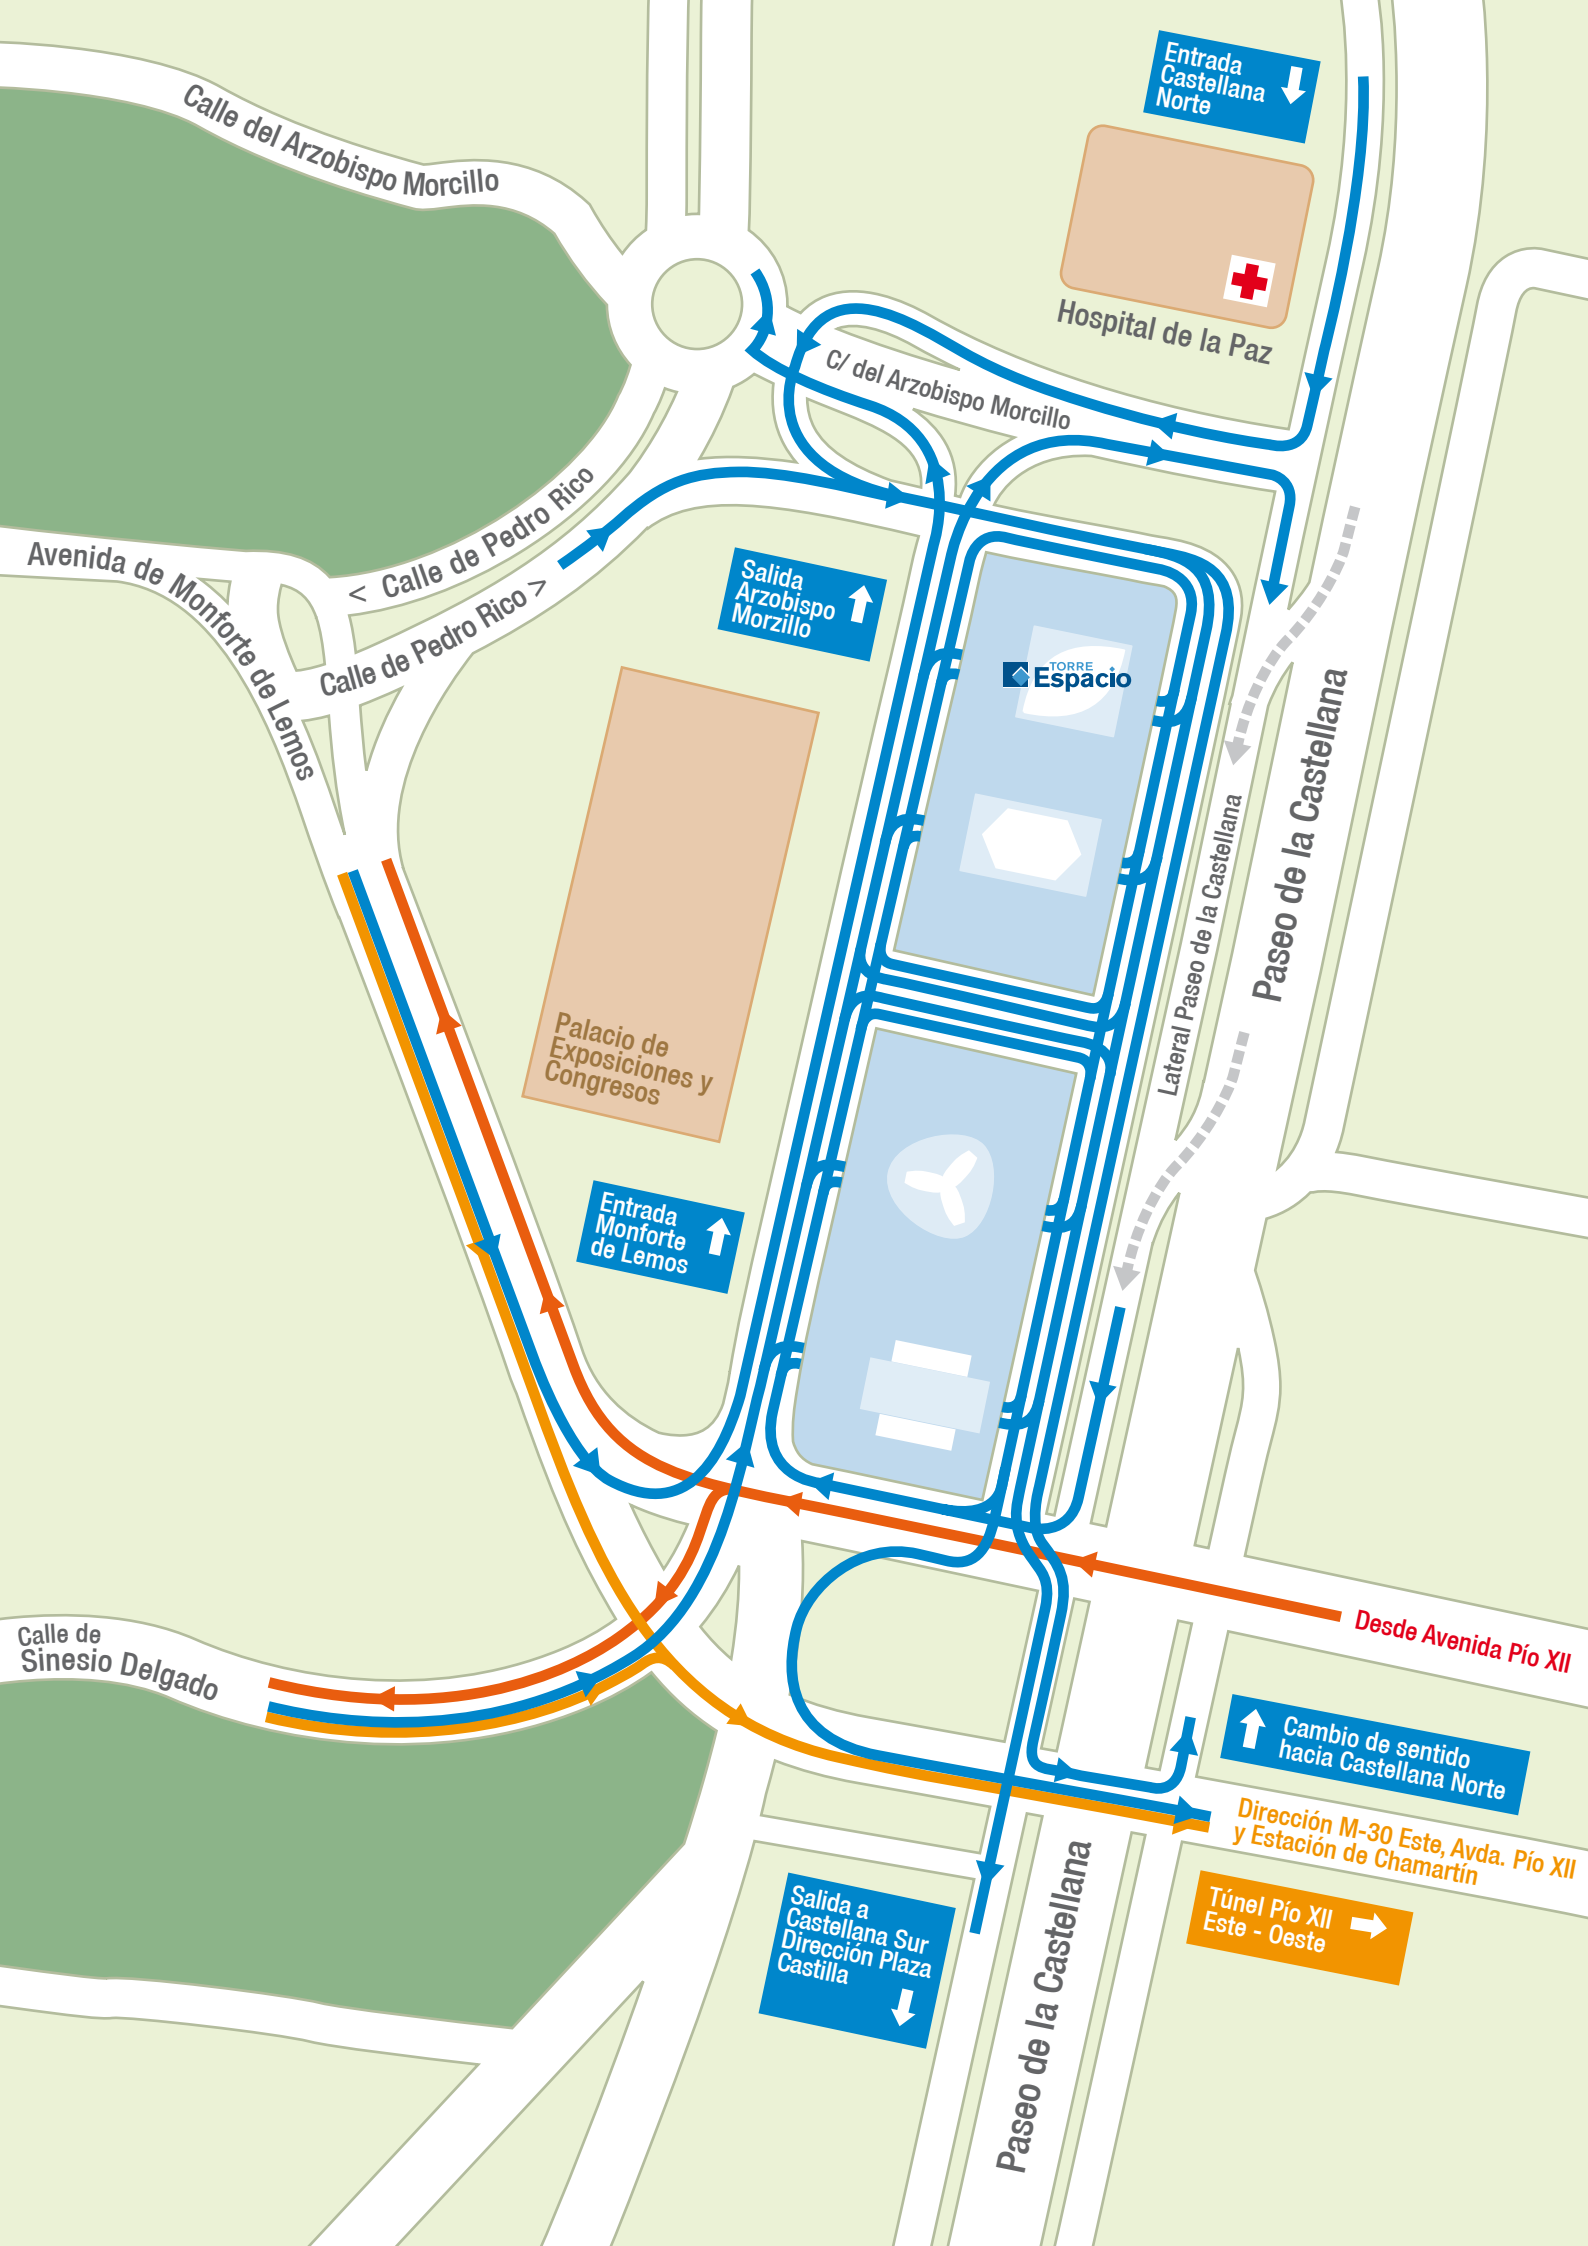 Entrada
Castellana
Norte
Calle del Arzobispo Morcillo
Hospital de la Paz
C/ del Arzobispo Morcillo
< Calle de Pedro Rico
Calle de Pedro Rico >
Avenida de Monforte de Lemos
Salida
Arzobispo
Morzillo
TORRE
Espacio
Paseo de la Castellana
Lateral Paseo de la Castellana
Palacio de
Exposiciones y
Congresos
Entrada
Monforte
de Lemos
Calle de
Sinesio Delgado
Desde Avenida Pío XII
Cambio de sentido
hacia Castellana Norte
Dirección M-30 Este, Avda. Pío XII
y Estación de Chamartín
Túnel Pío XII
Este - Oeste
Salida a
Castellana Sur
Dirección Plaza
Castilla
Paseo de la Castellana